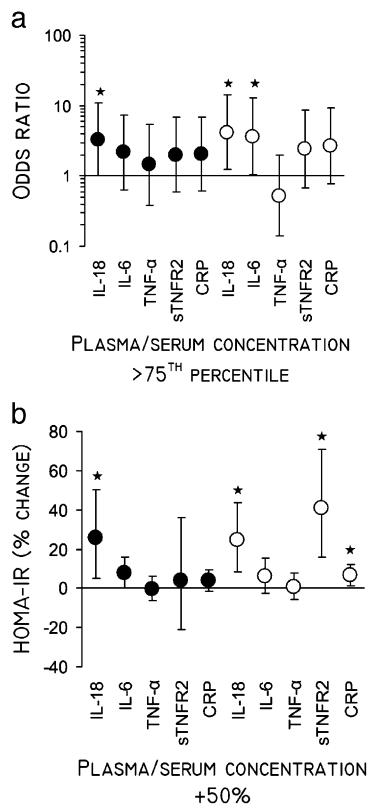 a
ODDS RATIO
100
10
1
0.1
IL-18
IL-6
TNF-α
sTNFR2
CRP
IL-18
IL-6
TNF-α
sTNFR2
CRP
PLASMA/SERUM CONCENTRATION
>75TH PERCENTILE
b
HOMA-IR (% CHANGE)
80
60
40
20
0
-20
-40
IL-18
IL-6
TNF-α
sTNFR2
CRP
IL-18
IL-6
TNF-α
sTNFR2
CRP
PLASMA/SERUM CONCENTRATION
+50%